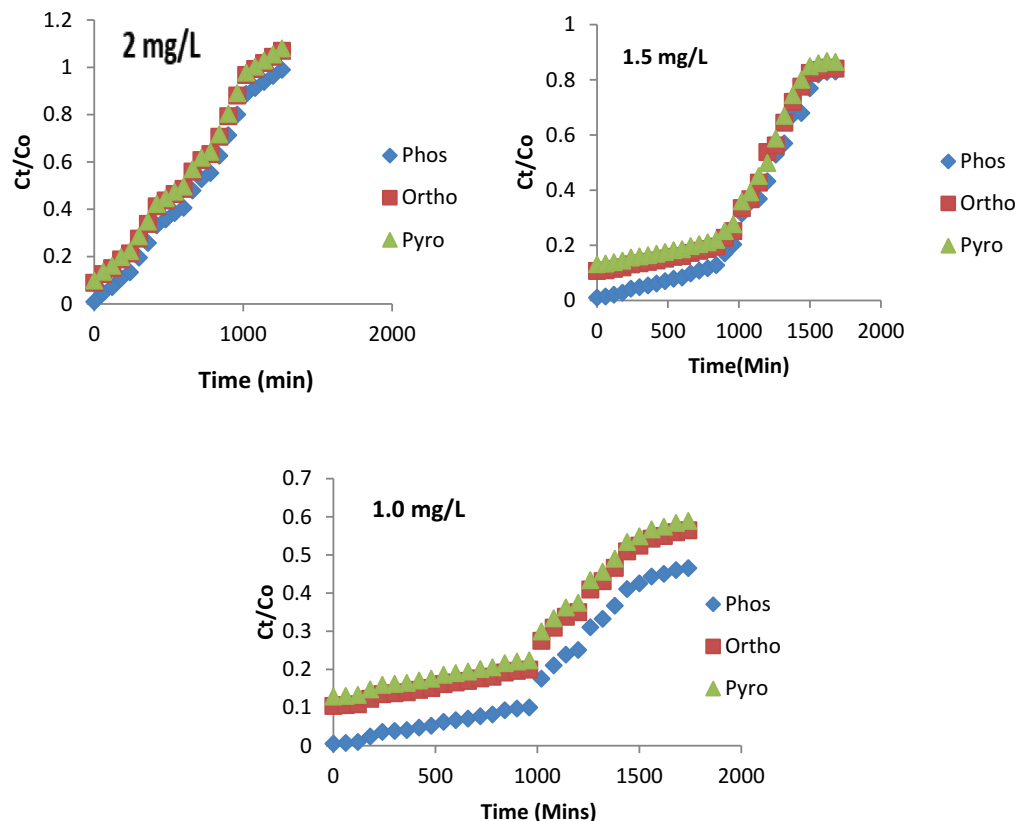 2 mg/L
Ct/Co
1.2
1
0.8
0.6
0.4
0.2
0
0 1000 2000
Time (min)
Phos
Ortho
Pyro
1.5 mg/L
Ct/Co
1
0.8
0.6
0.4
0.2
0
0 500 1000 1500 2000
Time(Min)
Phos
Ortho
Pyro
1.0 mg/L
Ct/Co
0.7
0.6
0.5
0.4
0.3
0.2
0.1
0
0 500 1000 1500 2000
Time (Mins)
Phos
Ortho
Pyro